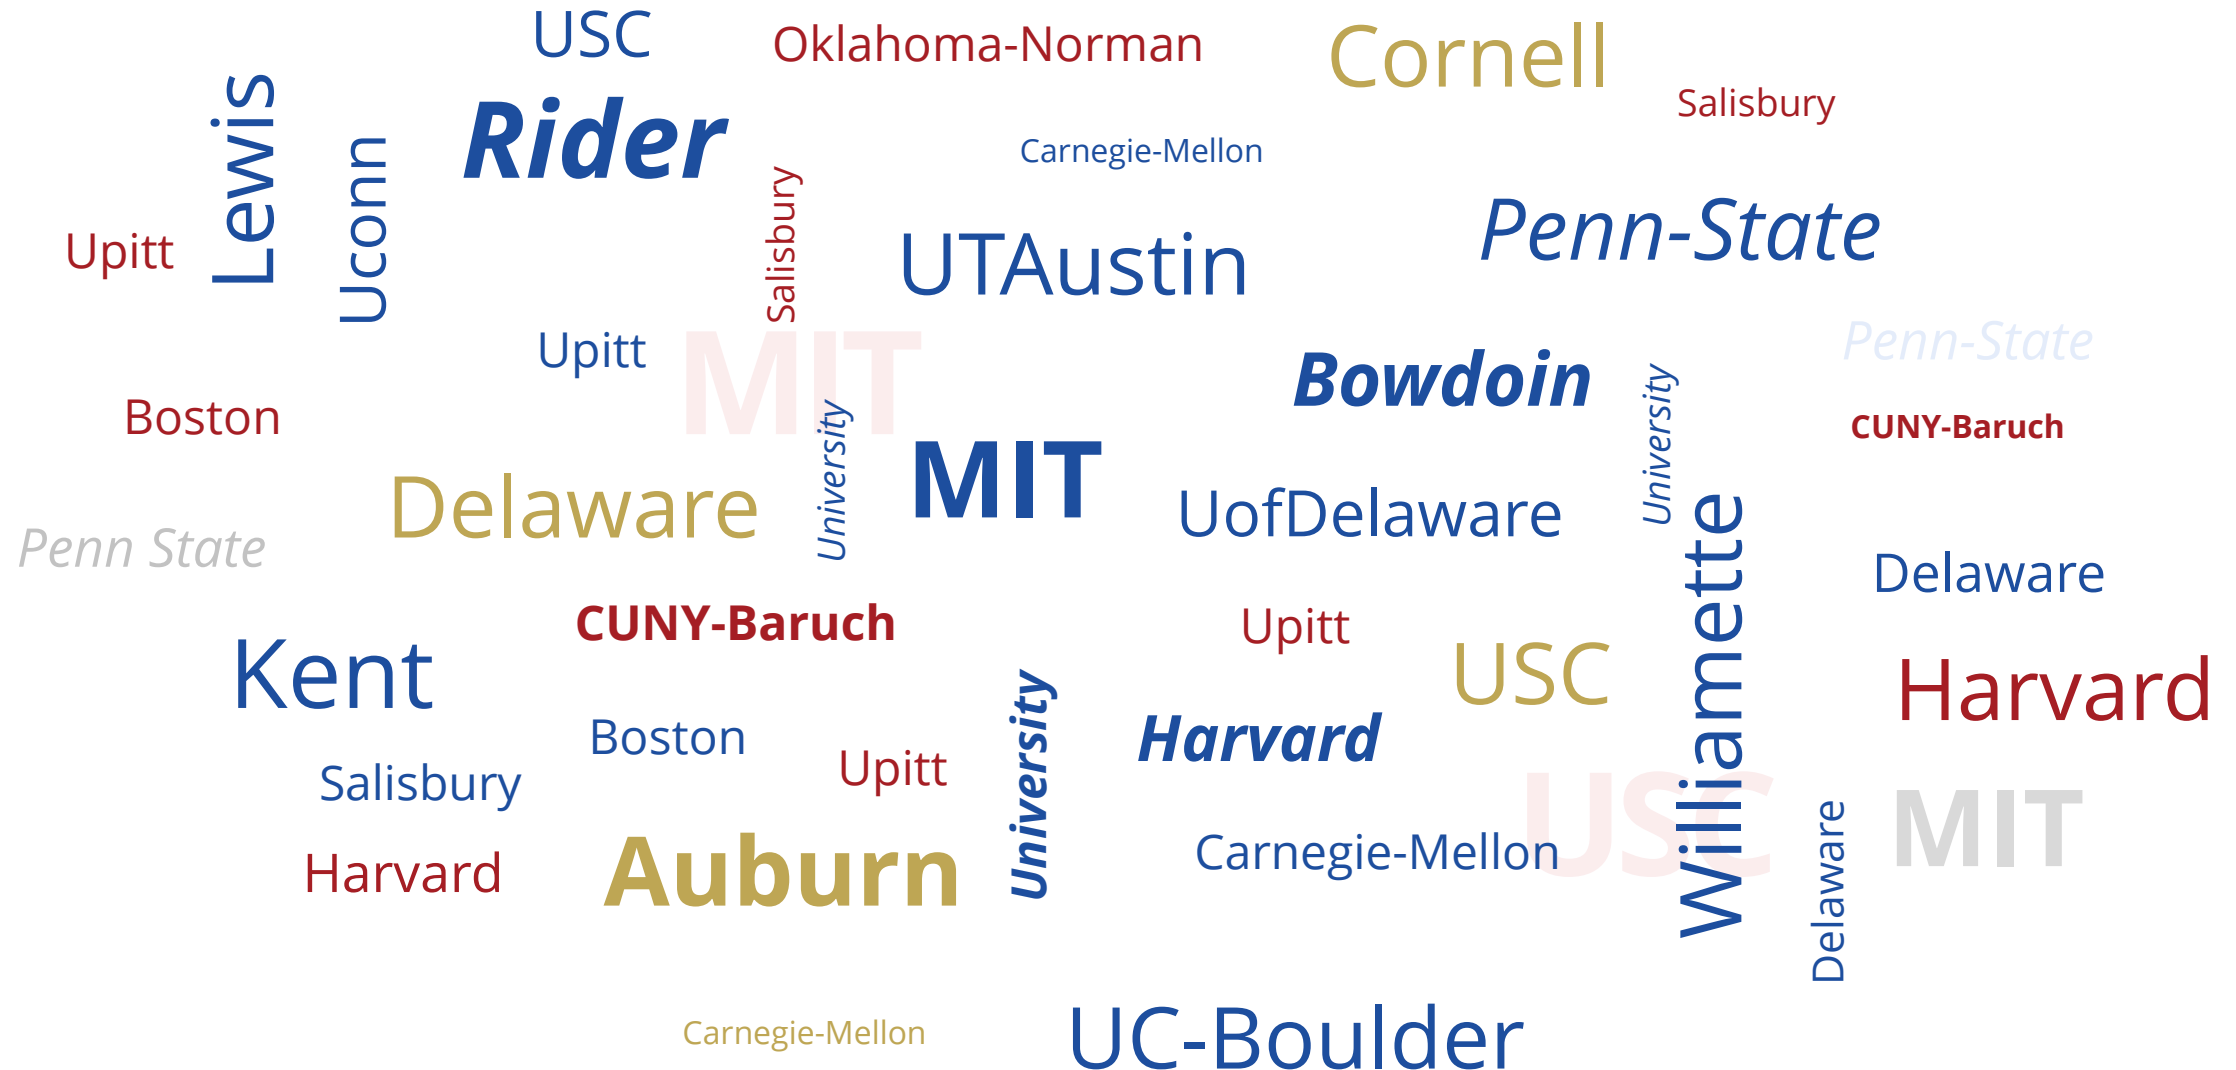 USC
Oklahoma-Norman
Cornell
Lewis
Uconn
Rider
Salisbury
Carnegie-Mellon
Salisbury
Upitt
UTAustin
Penn-State
Upitt
MIT
Bowdoin
University
Penn-State
Boston
University
MIT
CUNY-Baruch
Delaware
UofDelaware
Penn State
Williamette
Delaware
CUNY-Baruch
Upitt
Kent
USC
Harvard
Boston
University
Harvard
Salisbury
Upitt
USC
MIT
Harvard
Auburn
Carnegie-Mellon
Delaware
Carnegie-Mellon
UC-Boulder